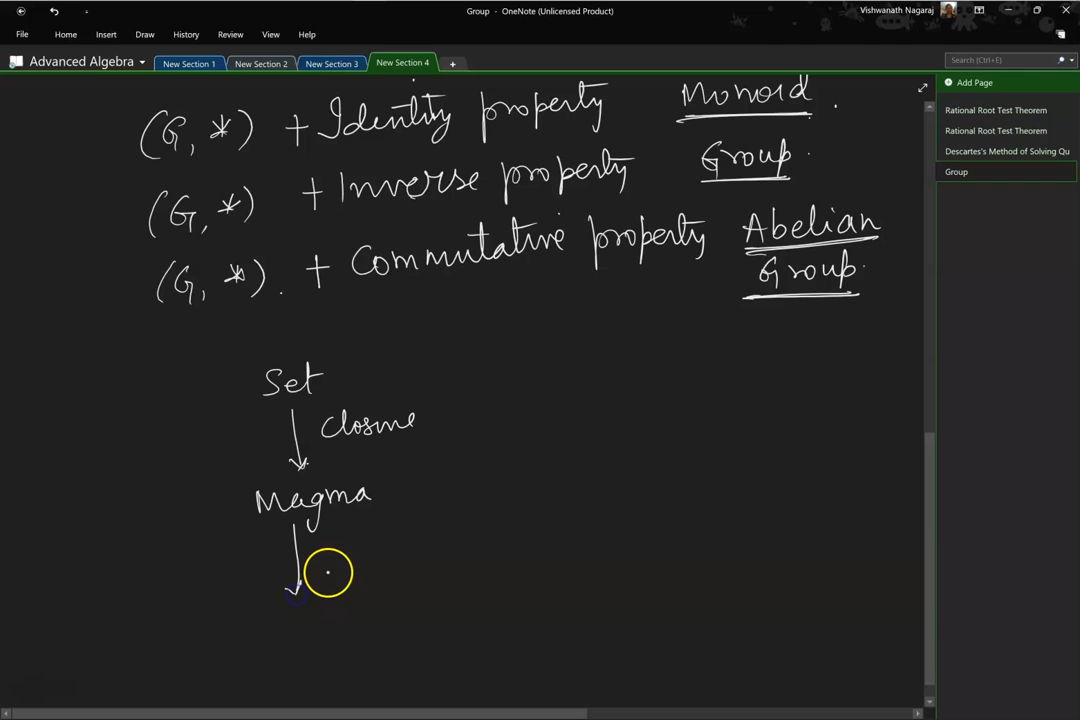 Group - OneNote (Unlicensed Product)
Vishwanath Nagaraj
File Home Insert Draw History Review View Help
Advanced Algebra New Section 1 New Section 2 New Section 3 New Section 4 +
Search (Ctrl+E)
Add Page
Rational Root Test Theorem
Rational Root Test Theorem
Descartes's Method of Solving Qu
Group
(G, *) + Identity property Monoid.
(G, *) + Inverse property Group.
(G, *). + Commutative property Abelian
Group.
Set
Closure
Magma